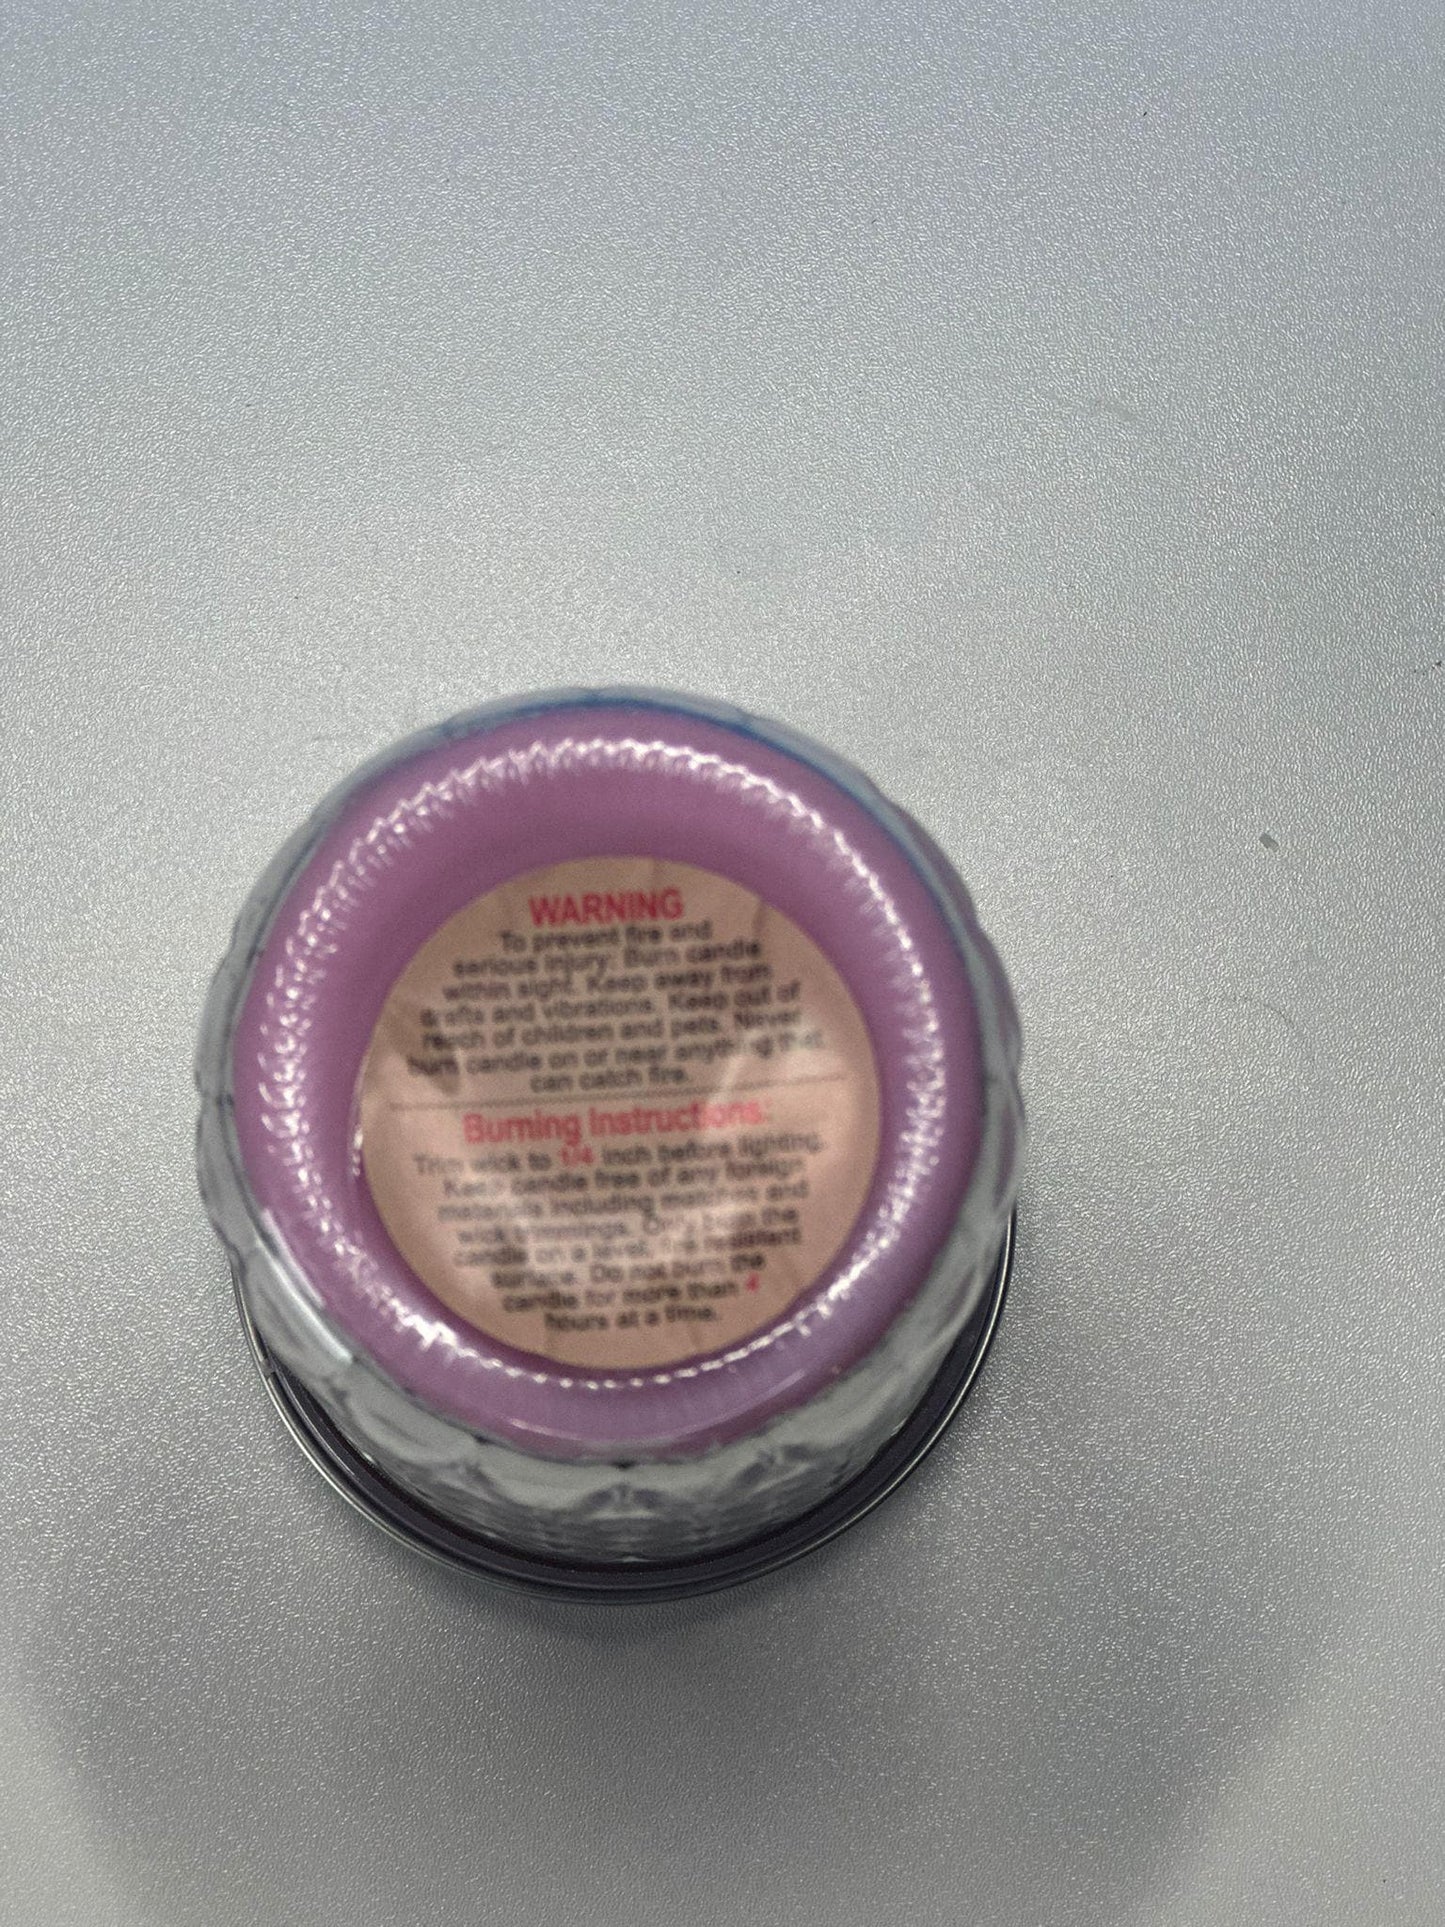 WARNING
To prevent fire and
serious injury: Burn candle
within sight. Keep away from
drafts and vibrations. Keep out of
reach of children and pets. Never
burn candle on or near anything that
can catch fire.
Burning Instructions:
Trim wick to 1/4 inch before lighting.
Keep candle free of any foreign
materials including matches and
wick trimmings. Only burn the
candle on a level, fire resistant
surface. Do not burn the
candle for more than 4
hours at a time.